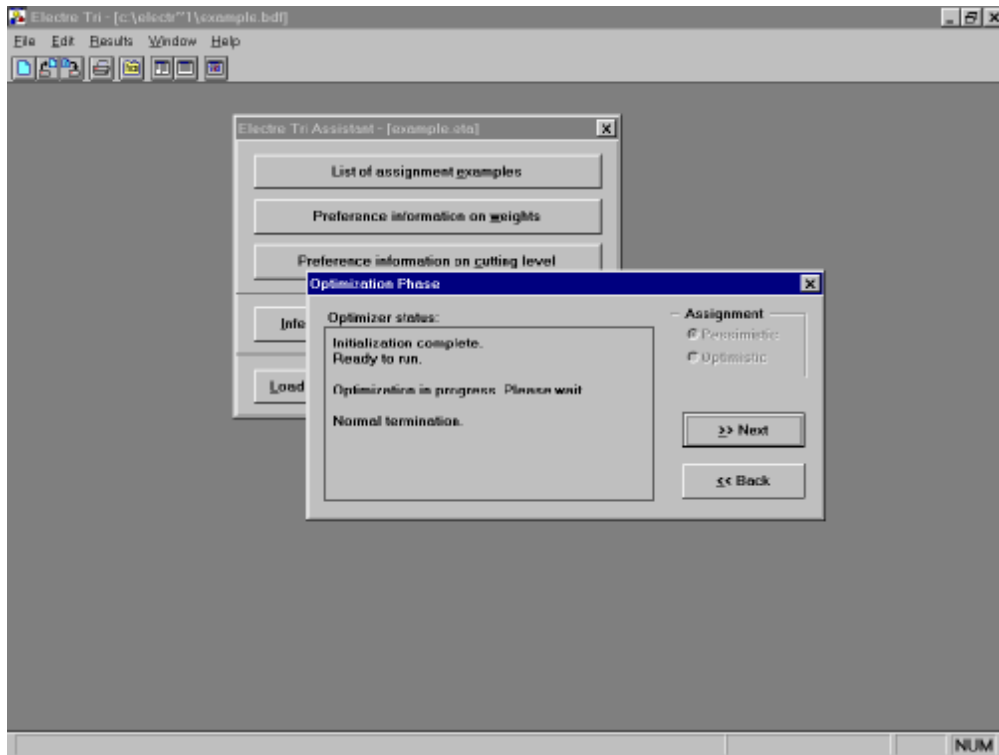 Electre Tri - [c:\electr~1\example.bdf]
File Edit Results Window Help
Electre Tri Assistant - [example.eta]
List of assignment examples
Preference information on weights
Preference information on cutting level
Infe
Load
Optimization Phase
Optimizer status:
Initialization complete.
Ready to run.
Optimization in progress. Please wait
Normal termination.
Assignment
Pessimistic
Optimistic
>> Next
<< Back
NUM